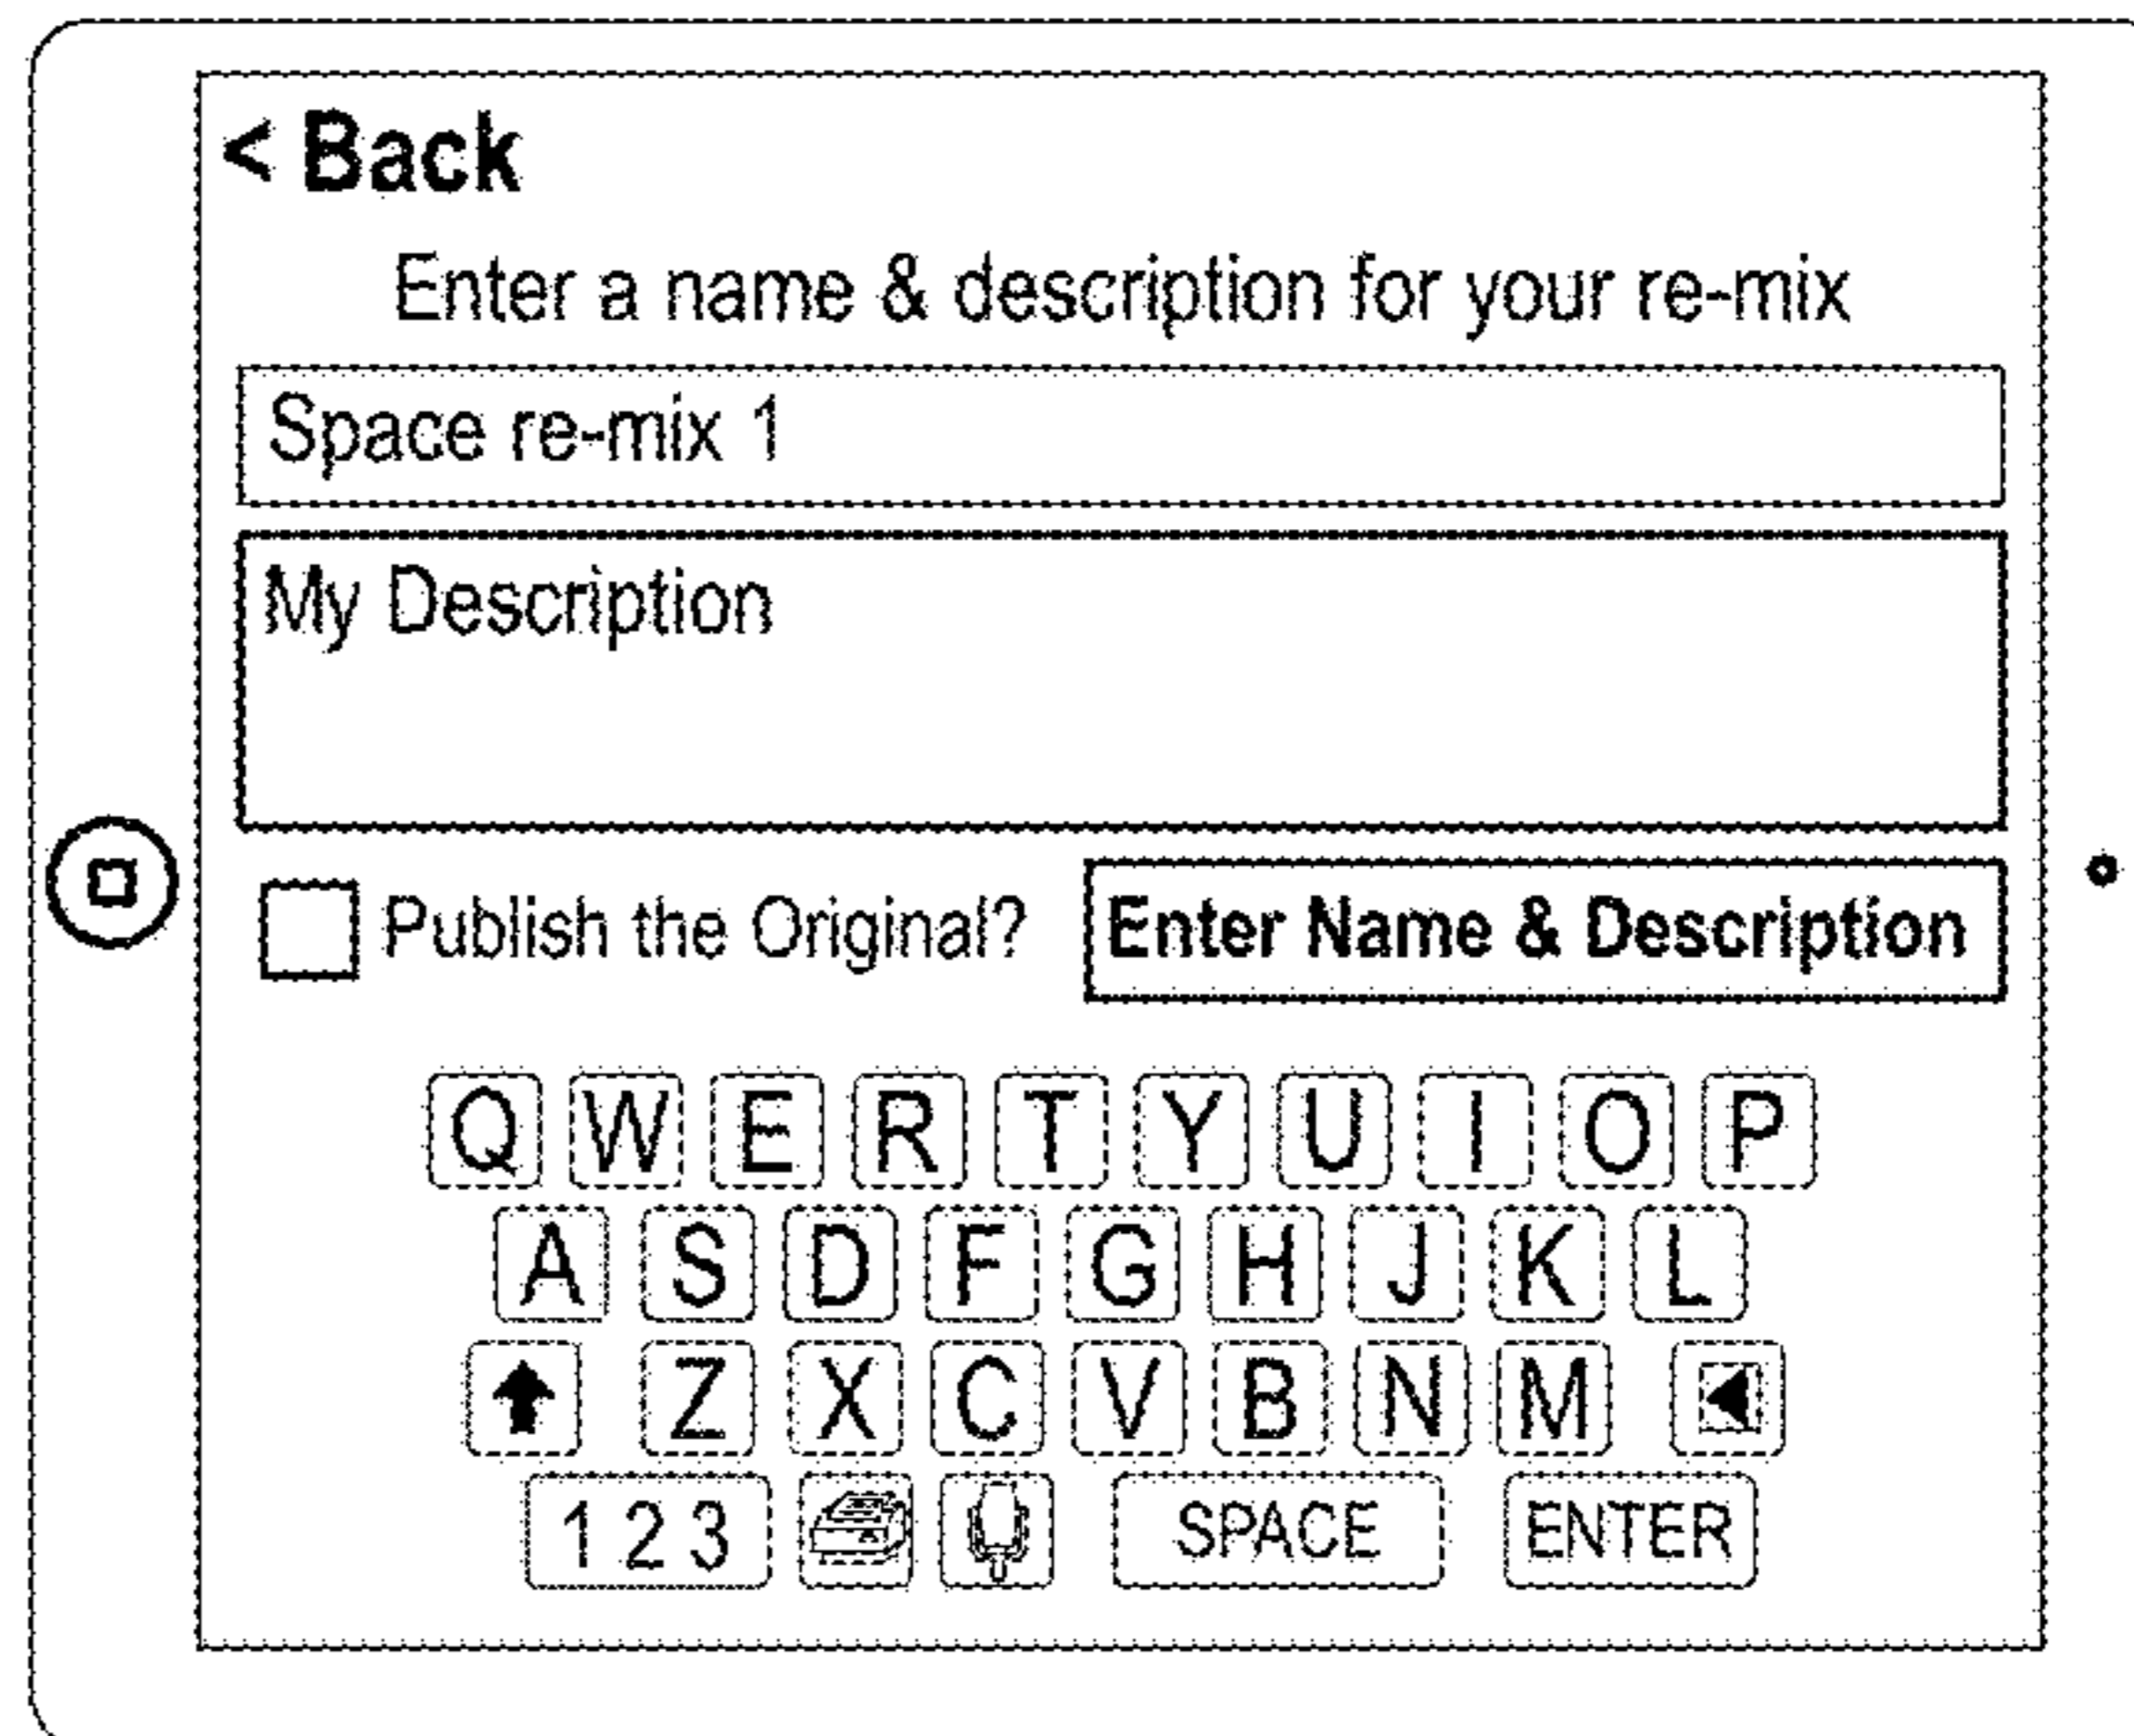 < Back
Enter a name & description for your re-mix
Space re-mix 1
My Description
Publish the Original? Enter Name & Description
Q W E R T Y U I O P
A S D F G H J K L
Z X C V B N M
1 2 3 SPACE ENTER